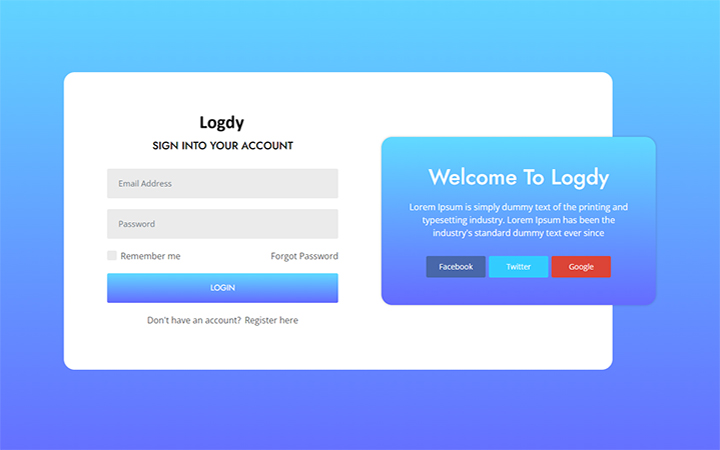 Logdy
SIGN INTO YOUR ACCOUNT
Email Address
Password
Remember me
Forgot Password
LOGIN
Don't have an account? Register here
Welcome To Logdy
Lorem Ipsum is simply dummy text of the printing and
typesetting industry. Lorem Ipsum has been the
industry's standard dummy text ever since
Facebook
Twitter
Google